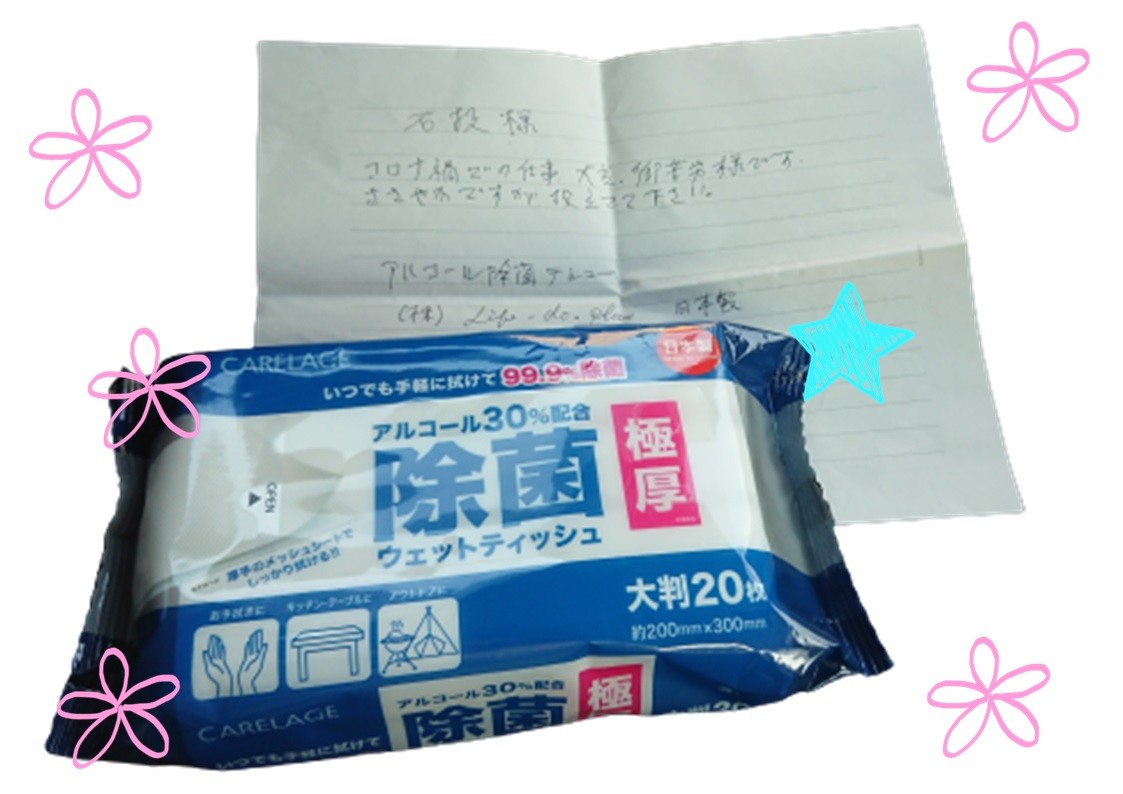 石段様
コロナ禍での仕事 大変、御苦労様です.
ささやかですが 役立てて下さい。
アルコール除菌
(株) Life-do.plus 日本製
CARELAGE
日本製
いつでも手軽に拭けて 99.9%除菌
アルコール30%配合
除菌
ウェットティッシュ
極厚
OPEN
厚手のメッシュシートで
しっかり拭ける!!
大判20枚
約200mm×300mm
お手拭きに
キッチン・テーブルに
アウトドアに
アルコール30%配合
除菌
CARELAGE
いつでも手軽に拭けて